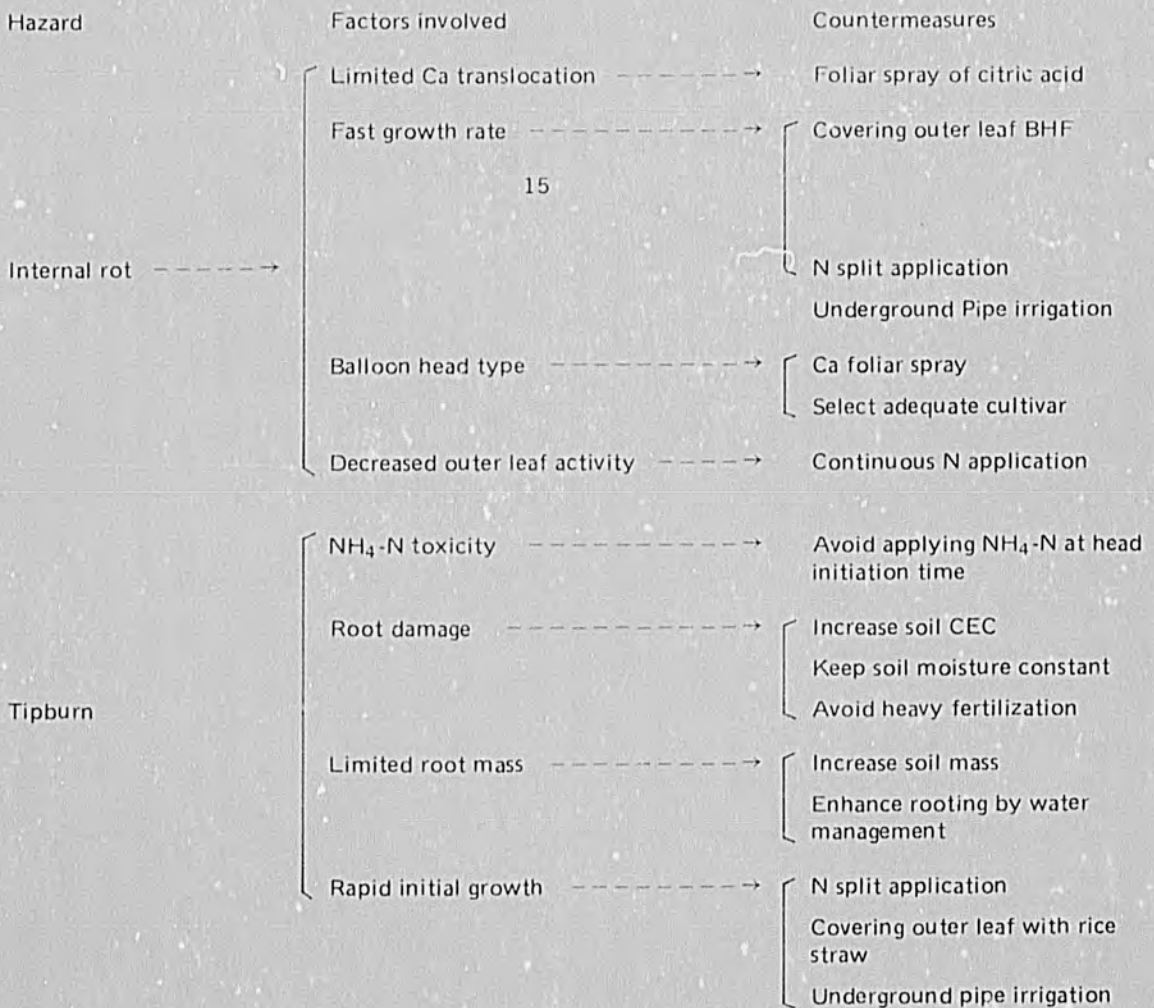 Hazard Factors involved Countermeasures
Limited Ca translocation → Foliar spray of citric acid
Fast growth rate → Covering outer leaf BHF
15
Internal rot → N split application
Underground Pipe irrigation
Balloon head type → Ca foliar spray
Select adequate cultivar
Decreased outer leaf activity → Continuous N application
NH₄-N toxicity → Avoid applying NH₄-N at head
initiation time
Root damage → Increase soil CEC
Keep soil moisture constant
Tipburn Avoid heavy fertilization
Limited root mass → Increase soil mass
Enhance rooting by water
management
Rapid initial growth → N split application
Covering outer leaf with rice
straw
Underground pipe irrigation